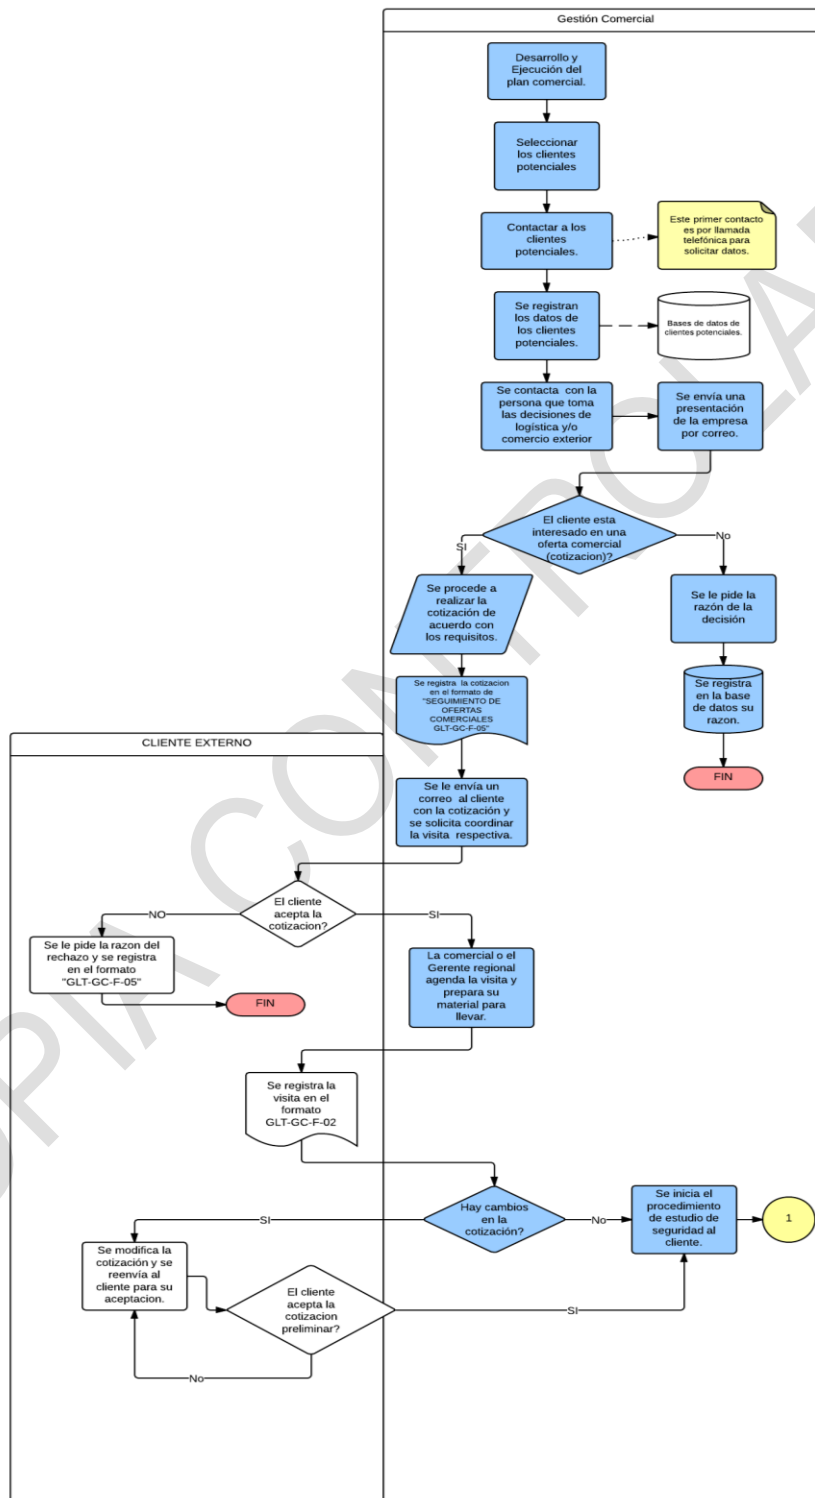 Gestión Comercial
Desarrollo y
Ejecución del
plan comercial.
Seleccionar
los clientes
potenciales
Contactar a los
clientes
potenciales.
Este primer contacto
es por llamada
telefónica para
solicitar datos.
Se registran
los datos de
los clientes
potenciales.
Bases de datos de
clientes potenciales.
Se contacta con la
persona que toma
las decisiones de
logística y/o
comercio exterior
Se envía una
presentación
de la empresa
por correo.
El cliente esta
interesado en una
oferta comercial
(cotizacion)?
SI
No
Se procede a
realizar la
cotización de
acuerdo con
los requisitos.
Se le pide la
razón de la
decisión
Se registra la cotizacion
en el formato de
"SEGUIMIENTO DE
OFERTAS
COMERCIALES
GLT-GC-F-05"
Se registra
en la base
de datos su
razon.
FIN
CLIENTE EXTERNO
Se le envía un
correo al cliente
con la cotización y
se solicita coordinar
la visita respectiva.
El cliente
acepta la
cotizacion?
NO
SI
Se le pide la razon del
rechazo y se registra
en el formato
"GLT-GC-F-05"
FIN
La comercial o el
Gerente regional
agenda la visita y
prepara su
material para
llevar.
Se registra la
visita en el
formato
GLT-GC-F-02
Hay cambios
en la
cotización?
SI
No
Se inicia el
procedimiento
de estudio de
seguridad al
cliente.
1
Se modifica la
cotización y se
reenvía al
cliente para su
aceptacion.
El cliente
acepta la
cotizacion
preliminar?
SI
No
COPIA CONTROLA